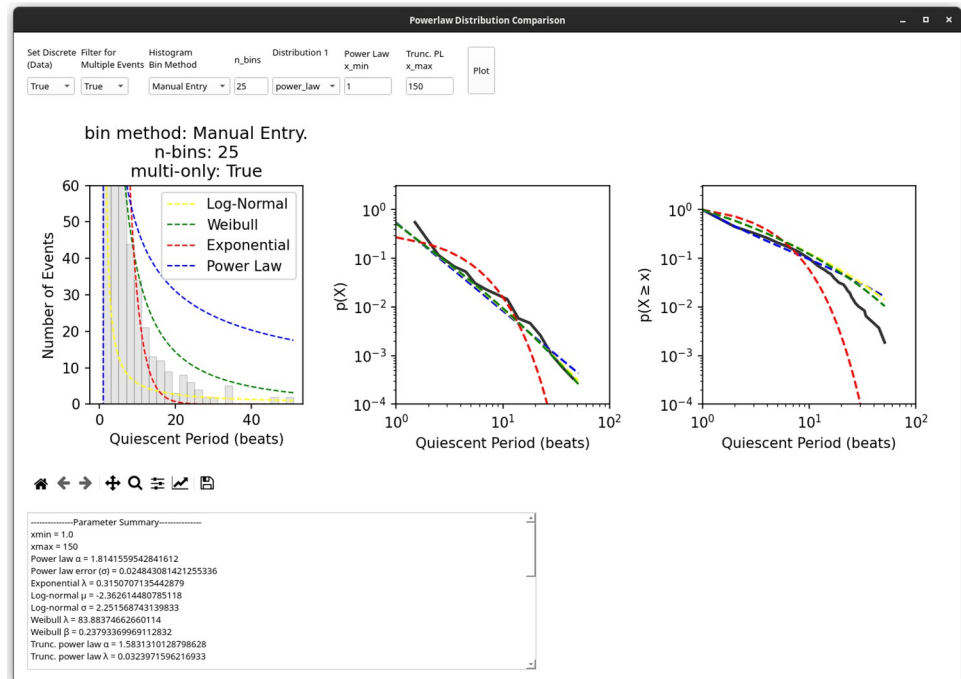 Powerlaw Distribution Comparison
Set Discrete (Data)
Filter for Multiple Events
Histogram Bin Method
n_bins
Distribution 1
Power Law x_min
Trunc. PL x_max
Plot
True
True
Manual Entry
25
power_law
1
150
bin method: Manual Entry.
n-bins: 25
multi-only: True
60
50
40
30
20
10
0
Number of Events
Log-Normal
Weibull
Exponential
Power Law
0
20
40
Quiescent Period (beats)
10⁰
10⁻¹
10⁻²
10⁻³
10⁻⁴
p(X)
10⁰
10¹
10²
Quiescent Period (beats)
10⁰
10⁻¹
10⁻²
10⁻³
10⁻⁴
p(X ≥ x)
10⁰
10¹
10²
Quiescent Period (beats)
---------------Parameter Summary---------------
xmin = 1.0
xmax = 150
Power law α = 1.8141559542841612
Power law error (σ) = 0.024843081421255336
Exponential λ = 0.3150707135442879
Log-normal μ = -2.362614480785118
Log-normal σ = 2.251568743139833
Weibull λ = 83.88374662660114
Weibull β = 0.23793369969112832
Trunc. power law α = 1.5831310128798628
Trunc. power law λ = 0.0323971596216933